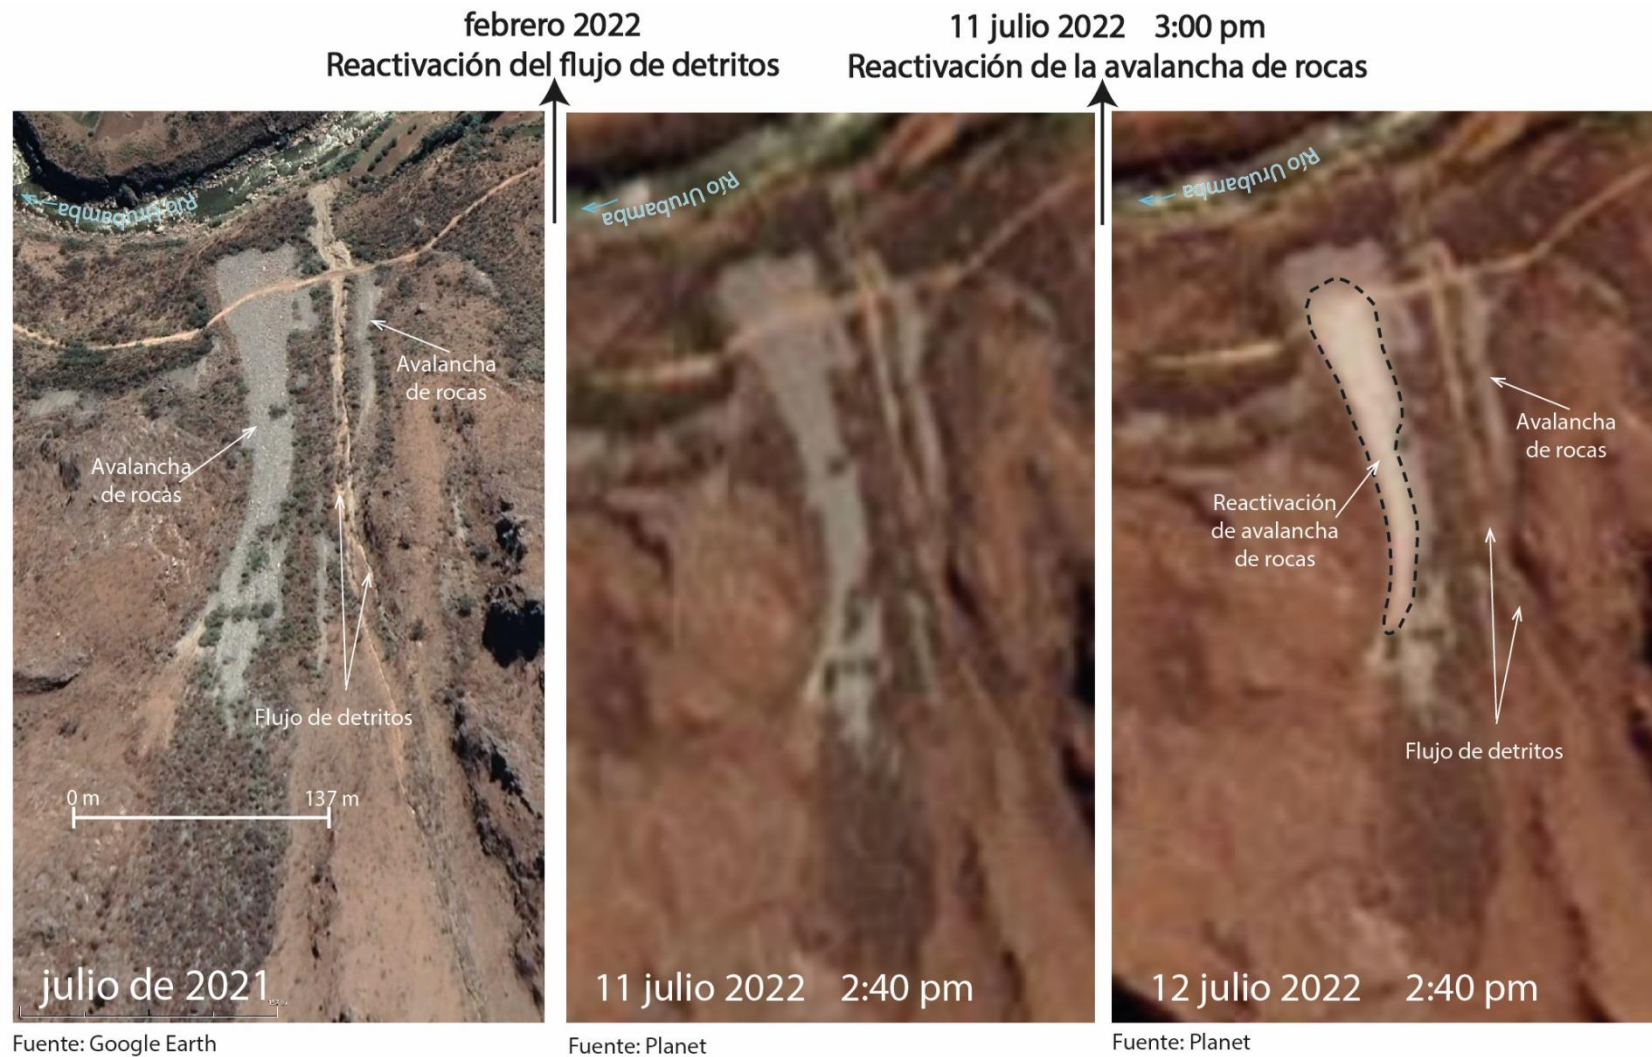 febrero 2022
Reactivación del flujo de detritos
11 julio 2022 3:00 pm
Reactivación de la avalancha de rocas
Río Urubamba
Avalancha
de rocas
Avalancha
de rocas
Flujo de detritos
0 m 137 m
julio de 2021
Fuente: Google Earth
Río Urubamba
11 julio 2022 2:40 pm
Fuente: Planet
Río Urubamba
Avalancha
de rocas
Reactivación
de avalancha
de rocas
Flujo de detritos
12 julio 2022 2:40 pm
Fuente: Planet